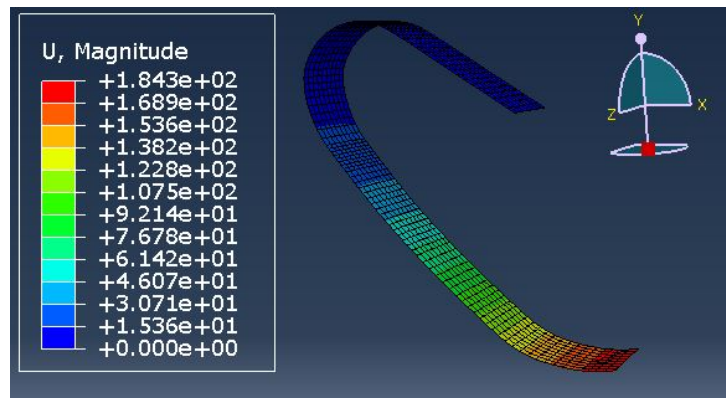 U, Magnitude
+1.843e+02
+1.689e+02
+1.536e+02
+1.382e+02
+1.228e+02
+1.075e+02
+9.214e+01
+7.678e+01
+6.142e+01
+4.607e+01
+3.071e+01
+1.536e+01
+0.000e+00
Y
Z
X